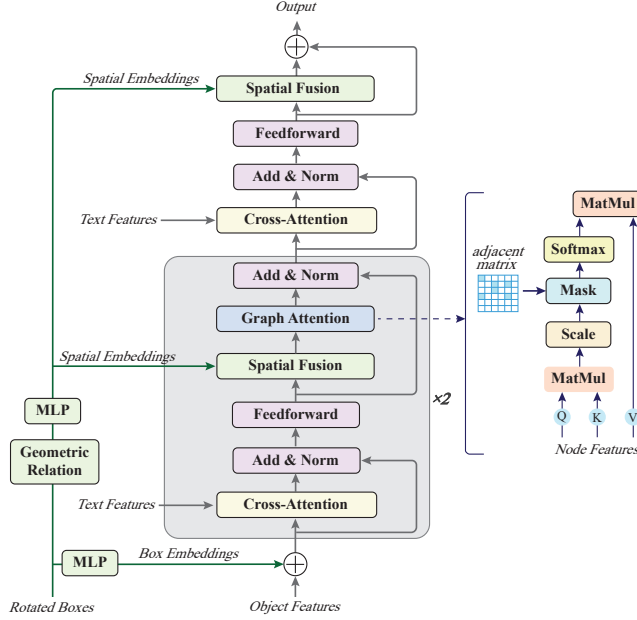 Output
Spatial Embeddings
Spatial Fusion
Feedforward
Add & Norm
Text Features
Cross-Attention
Add & Norm
Graph Attention
Spatial Embeddings
Spatial Fusion
×2
MLP
Feedforward
Geometric
Relation
Add & Norm
Text Features
Cross-Attention
Box Embeddings
MLP
Rotated Boxes
Object Features
MatMul
Softmax
adjacent
matrix
Mask
Scale
MatMul
Q
K
V
Node Features